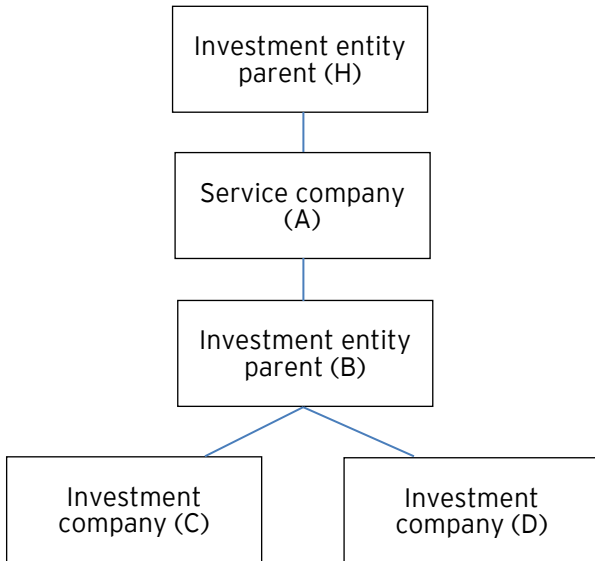 Investment entity
parent (H)
Service company
(A)
Investment entity
parent (B)
Investment
company (C)
Investment
company (D)